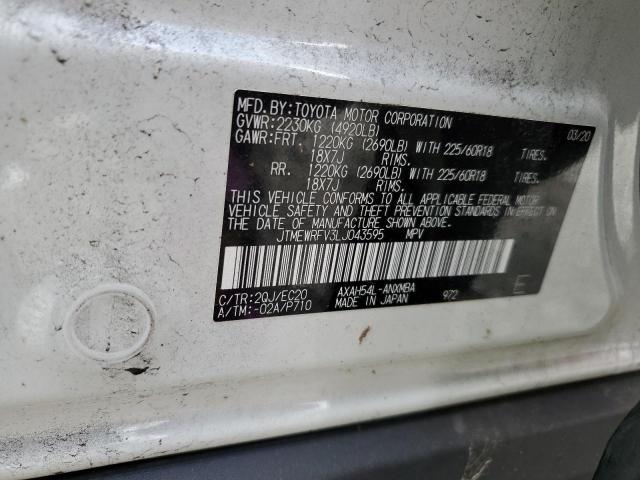 MFD.BY:TOYOTA MOTOR CORPORATION 03/20
GVWR:2230KG (4920LB)
GAWR:FRT. 1220KG (2690LB) WITH 225/60R18 TIRES.
18X7J RIMS.
RR. 1220KG (2690LB) WITH 225/60R18 TIRES.
18X7J RIMS.
THIS VEHICLE CONFORMS TO ALL APPLICABLE FEDERAL MOTOR
VEHICLE SAFETY AND THEFT PREVENTION STANDARDS IN EFFECT ON
THE DATE OF MANUFACTURE SHOWN ABOVE.
JTMEWRFV3LJ043595 MPV
C/TR:2QJ/EC20 AXAH54L-ANXMBA E
A/TM:-02A/P710 MADE IN JAPAN 972